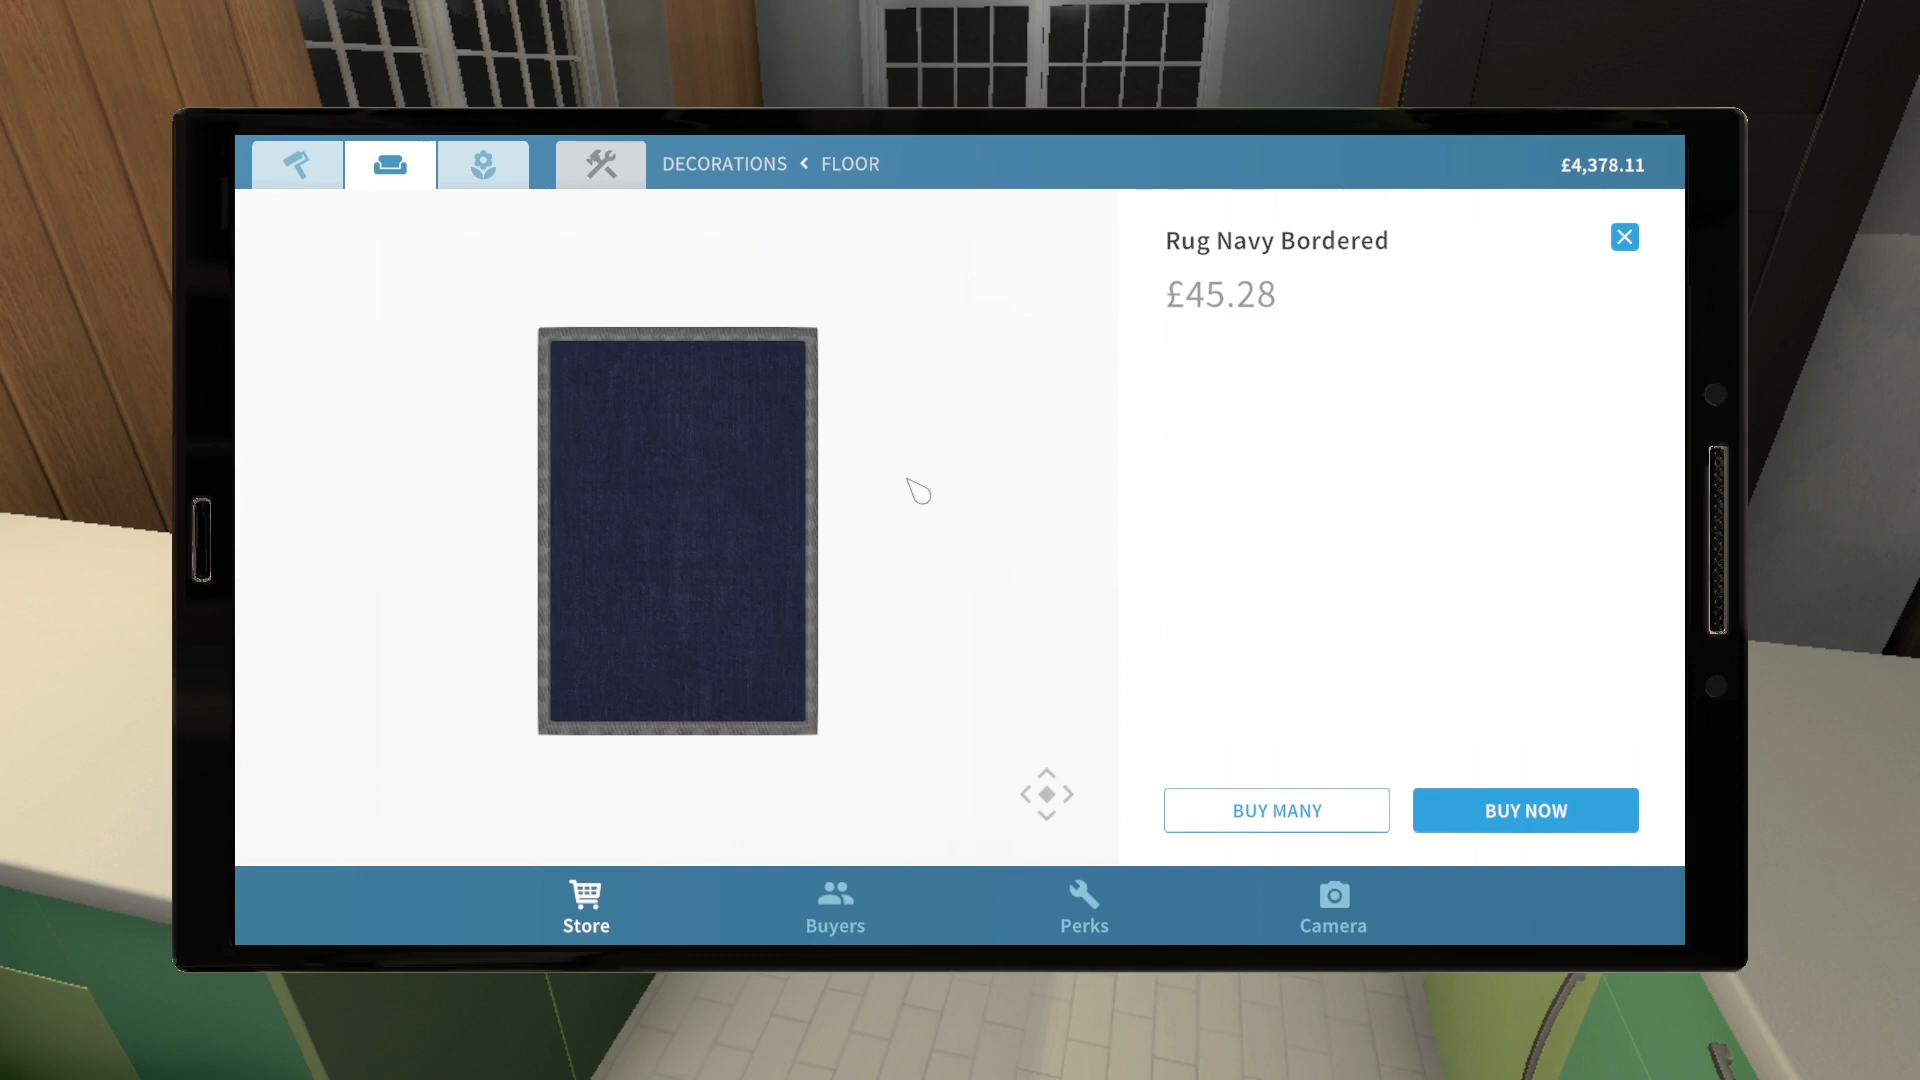 DECORATIONS < FLOOR
£4,378.11
Rug Navy Bordered
£45.28
BUY MANY
BUY NOW
Store
Buyers
Perks
Camera